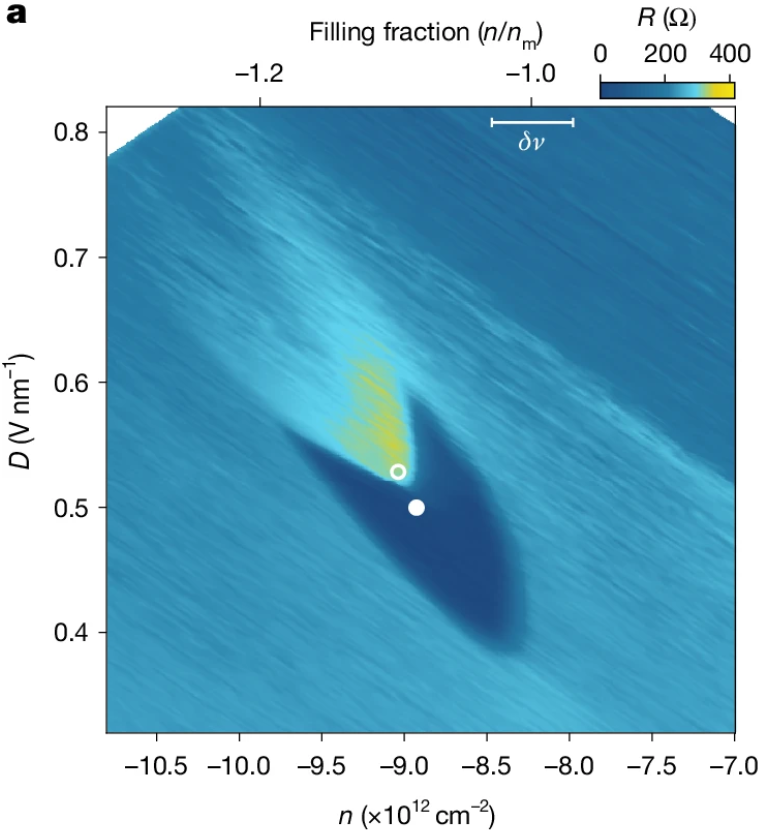 a
Filling fraction (n/nₘ)
R (Ω)
0 200 400
−1.2 −1.0
δν
0.8
0.7
0.6
0.5
0.4
D (V nm⁻¹)
−10.5 −10.0 −9.5 −9.0 −8.5 −8.0 −7.5 −7.0
n (×10¹² cm⁻²)